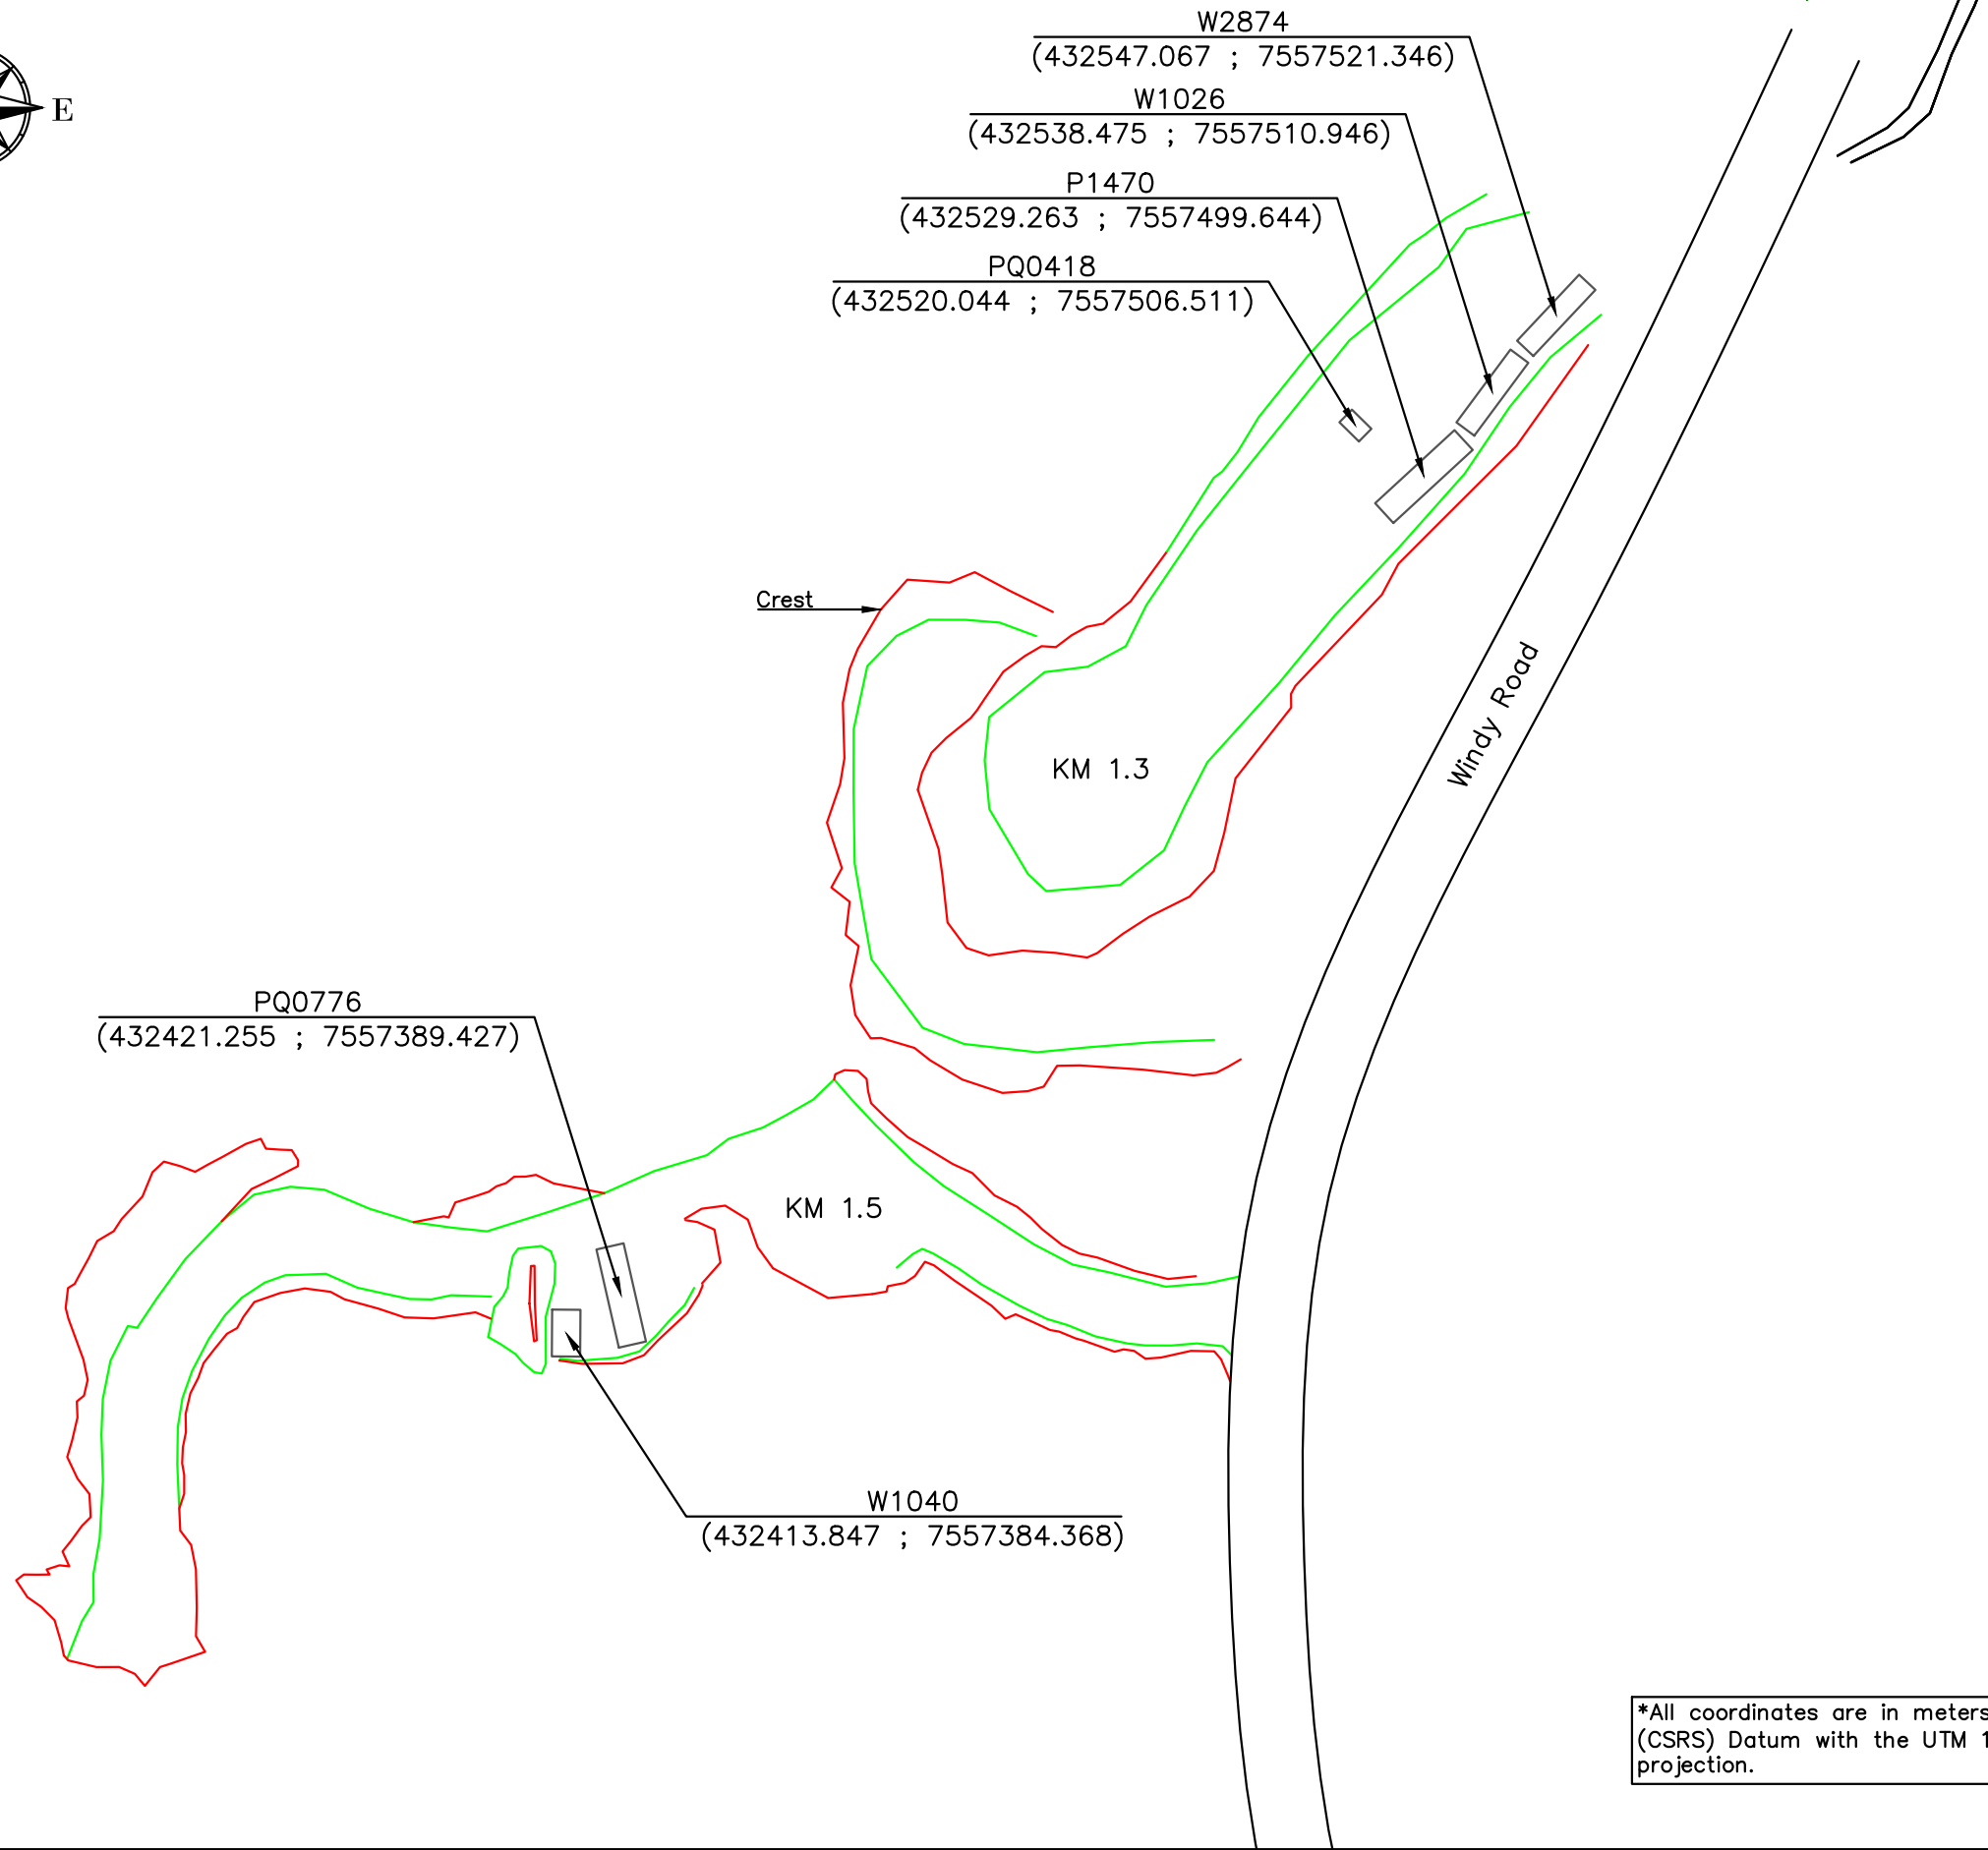 W2874
(432547.067 ; 7557521.346)
W1026
(432538.475 ; 7557510.946)
E
P1470
(432529.263 ; 7557499.644)
PQ0418
(432520.044 ; 7557506.511)
Crest
Windy Road
KM 1.3
PQ0776
(432421.255 ; 7557389.427)
KM 1.5
W1040
(432413.847 ; 7557384.368)
*All coordinates are in meters
(CSRS) Datum with the UTM 1
projection.